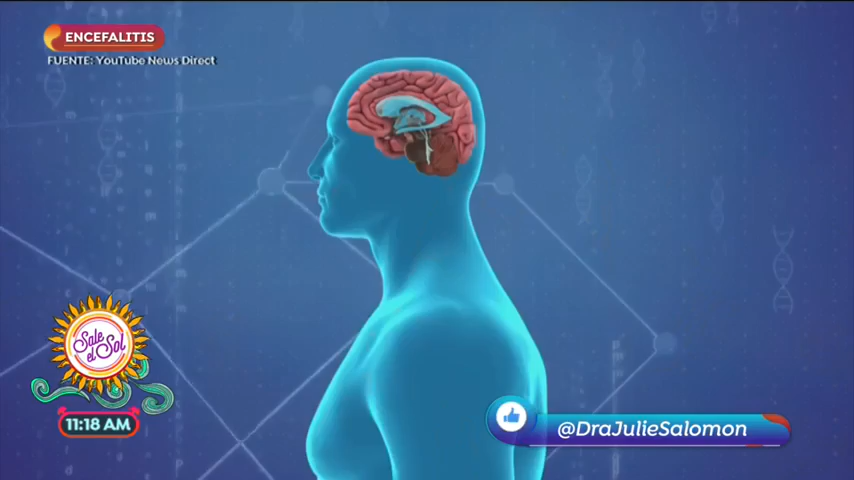 ENCEFALITIS
FUENTE: YouTube News Direct
Sale
el Sol
11:18 AM
@DraJulieSalomon